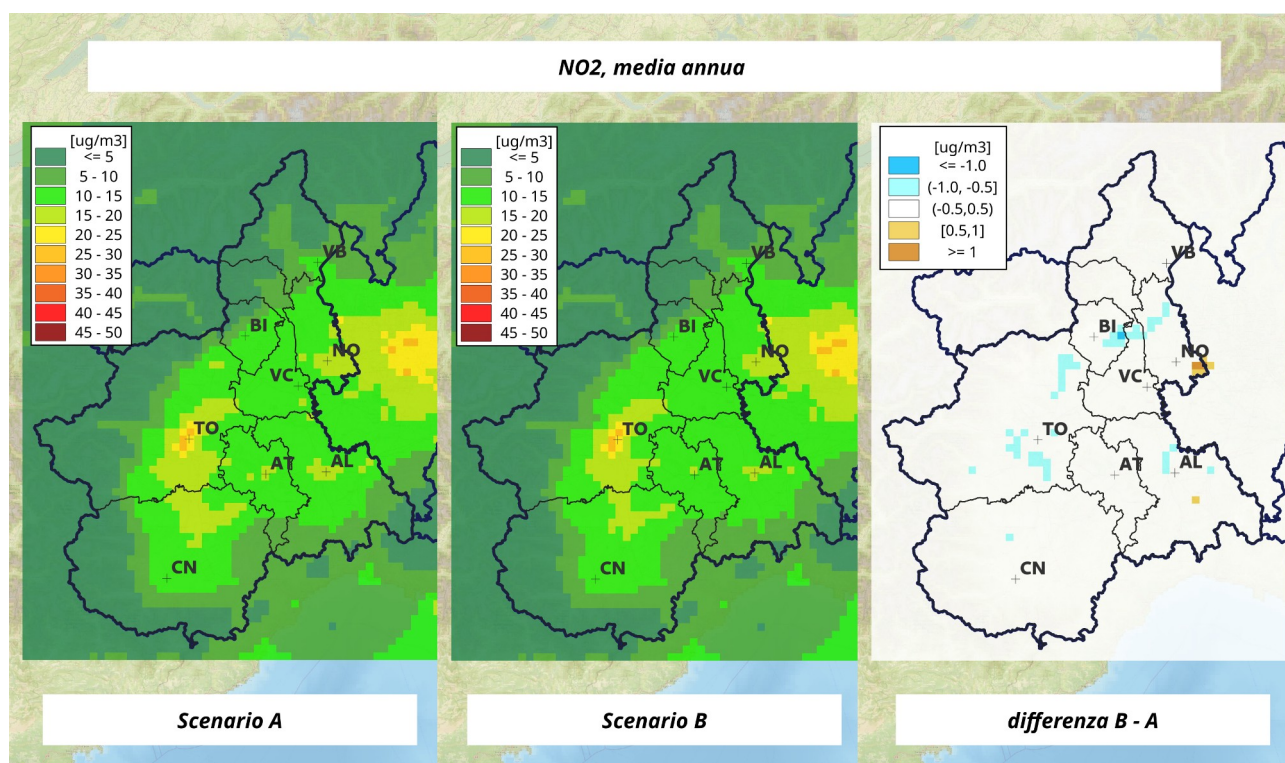 NO2, media annua
[ug/m3]
<= 5
5 - 10
10 - 15
15 - 20
20 - 25
25 - 30
30 - 35
35 - 40
40 - 45
45 - 50
VB
BI
NO
VC
TO
AT
AL
CN
Scenario A
[ug/m3]
<= 5
5 - 10
10 - 15
15 - 20
20 - 25
25 - 30
30 - 35
35 - 40
40 - 45
45 - 50
VB
BI
NO
VC
TO
AT
AL
CN
Scenario B
[ug/m3]
<= -1.0
(-1.0, -0.5]
(-0.5,0.5)
[0.5,1]
>= 1
VB
BI
NO
VC
TO
AT
AL
CN
differenza B - A